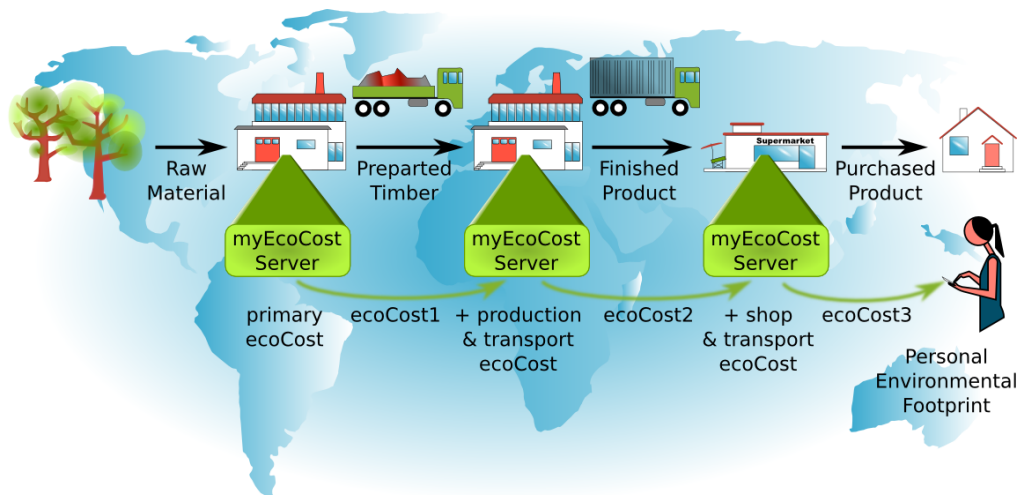 Supermarket
Raw
Material
Preparted
Timber
Finished
Product
Purchased
Product
myEcoCost
Server
myEcoCost
Server
myEcoCost
Server
primary
ecoCost
ecoCost1
+ production
& transport
ecoCost
ecoCost2
+ shop
& transport
ecoCost
ecoCost3
Personal
Environmental
Footprint